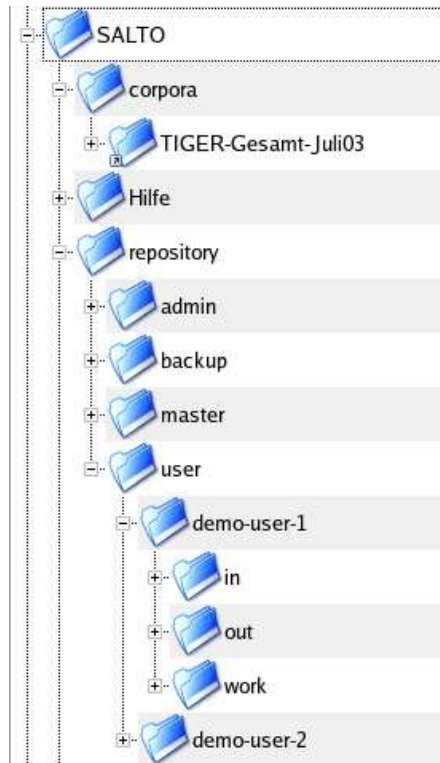 SALTO
corpora
TIGER-Gesamt-Juli03
Hilfe
repository
admin
backup
master
user
demo-user-1
in
out
work
demo-user-2